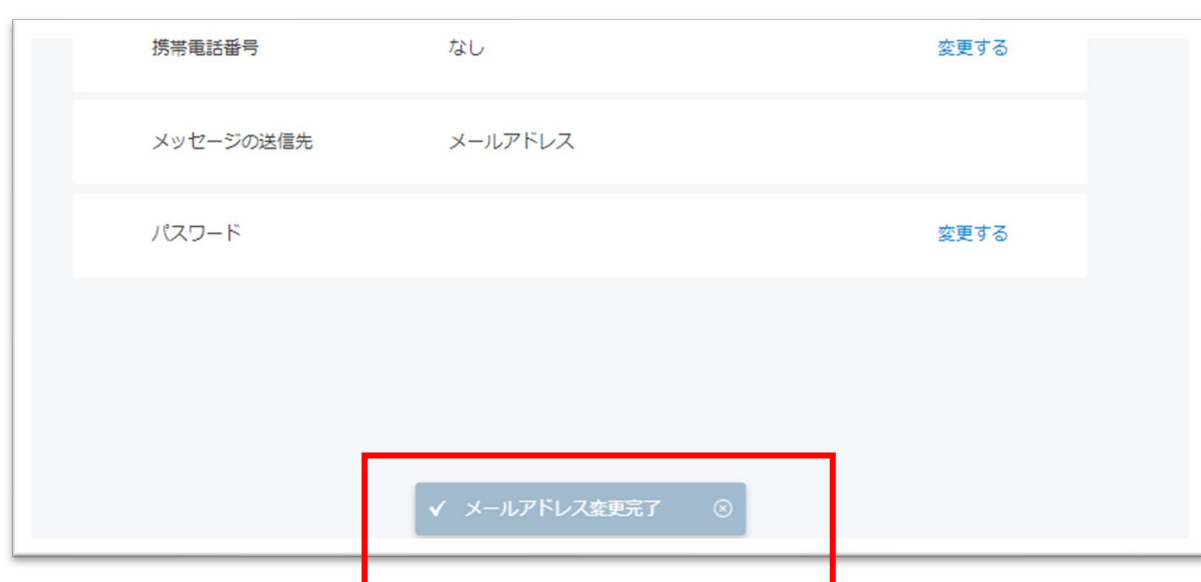 携帯電話番号 なし 変更する
メッセージの送信先 メールアドレス
パスワード 変更する
メールアドレス変更完了